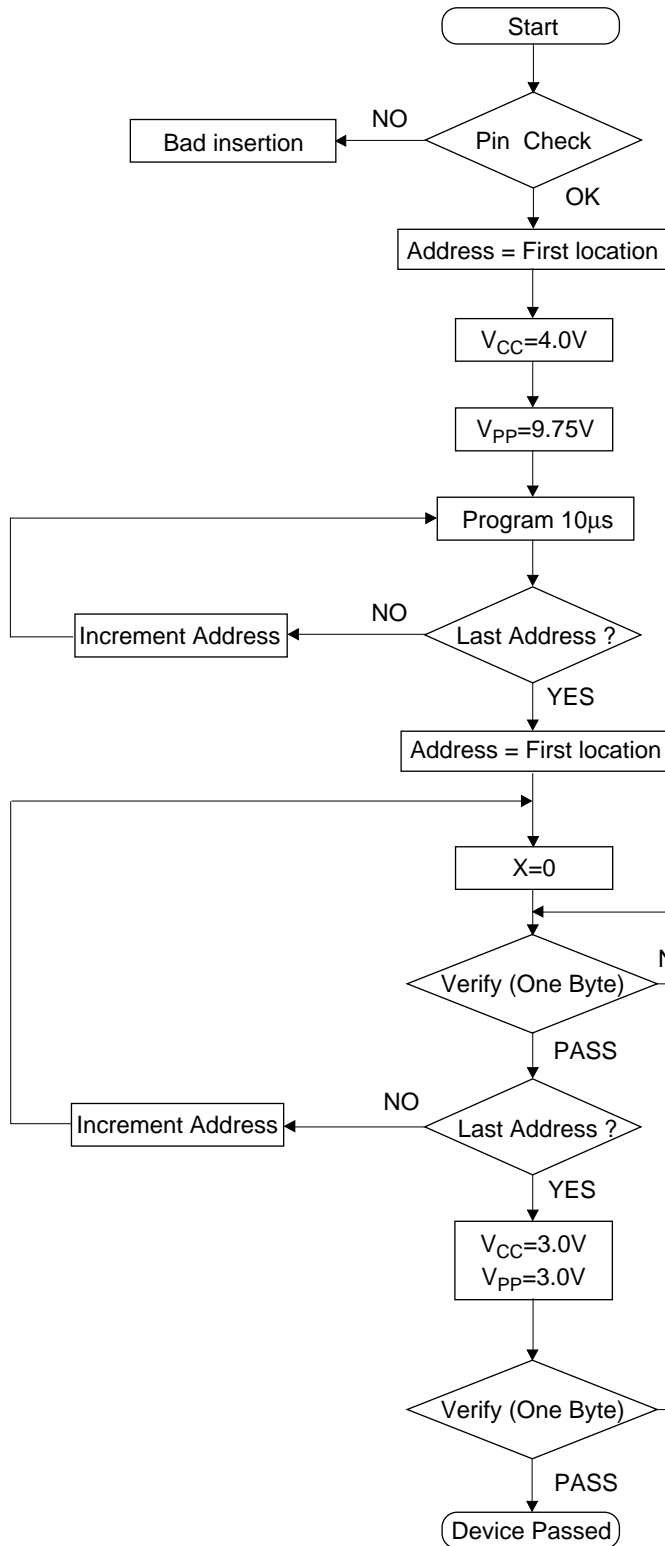 Start
NO
Pin Check
Bad insertion
OK
Address = First location
VCC=4.0V
VPP=9.75V
Program 10μs
NO
Increment Address
Last Address ?
YES
Address = First location
X=0
Verify (One Byte)
PASS
NO
Increment Address
Last Address ?
YES
VCC=3.0V
VPP=3.0V
Verify (One Byte)
PASS
Device Passed